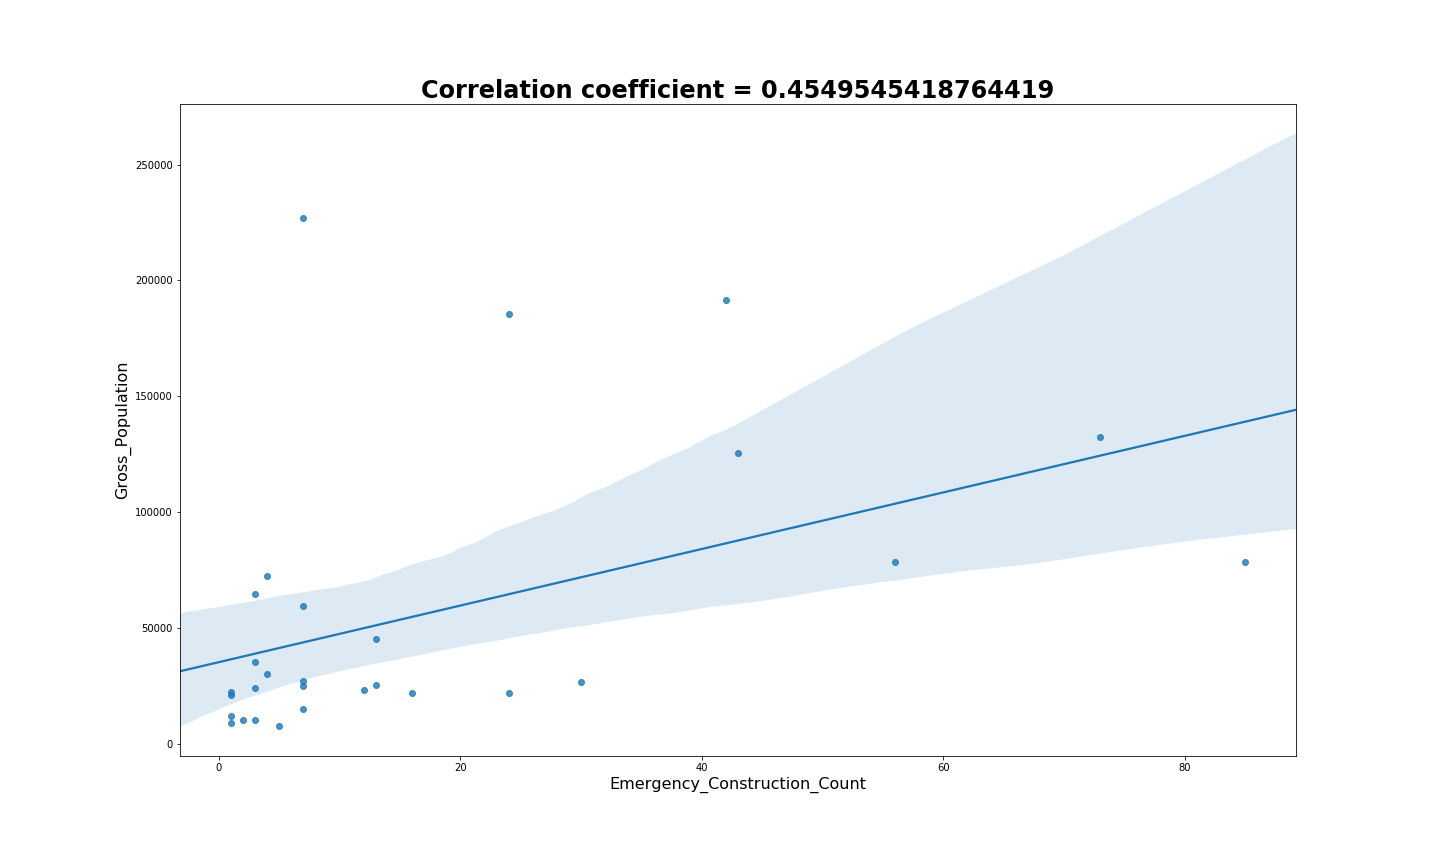 Correlation coefficient = 0.4549545418764419
250000
200000
150000
100000
50000
0
Gross_Population
0 20 40 60 80
Emergency_Construction_Count